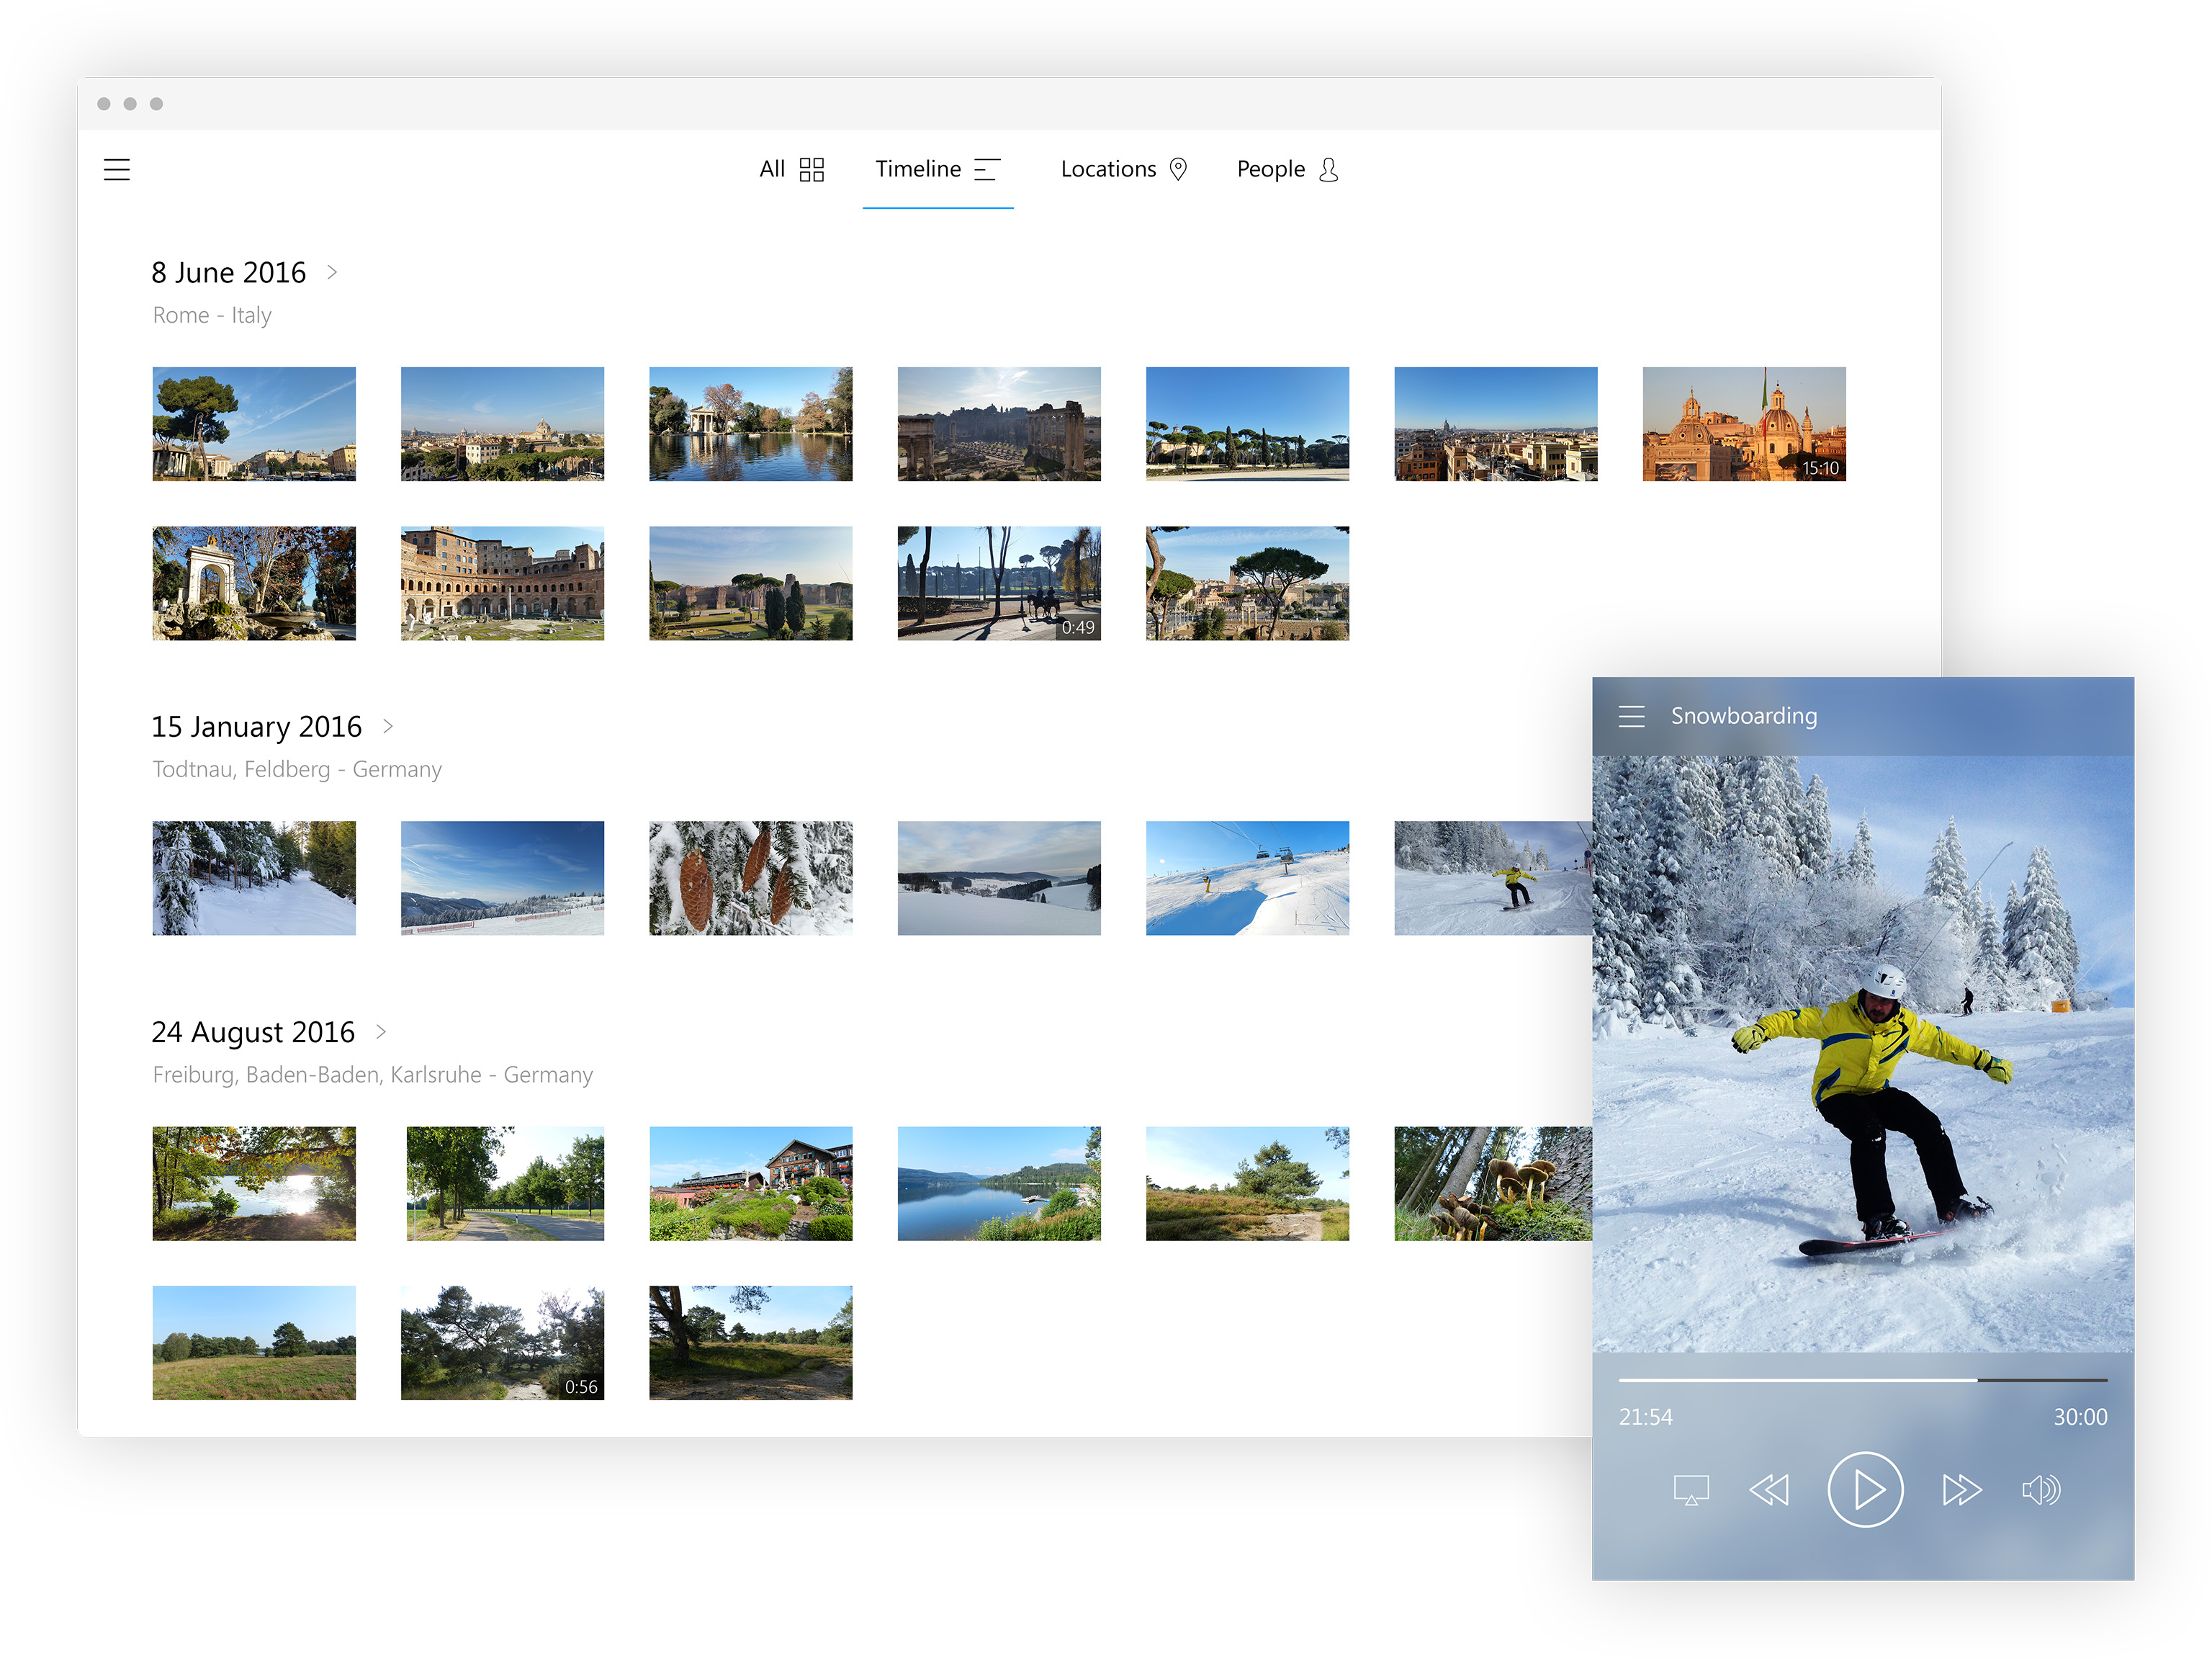 All
Timeline
Locations
People
8 June 2016
Rome - Italy
15:10
0:49
15 January 2016
Todtnau, Feldberg - Germany
24 August 2016
Freiburg, Baden-Baden, Karlsruhe - Germany
0:56
Snowboarding
21:54
30:00